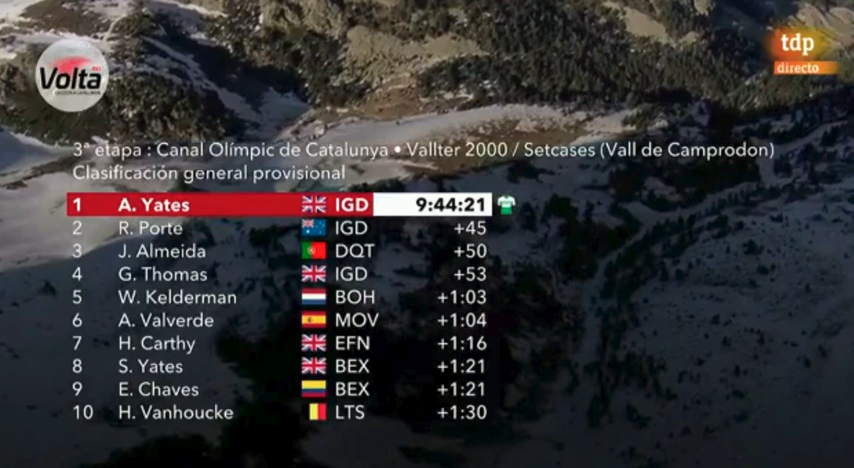 Volta
tdp
directo
3ª etapa : Canal Olímpic de Catalunya • Vallter 2000 / Setcases (Vall de Camprodon)
Clasificación general provisional
1 A. Yates IGD 9:44:21
2 R. Porte IGD +45
3 J. Almeida DQT +50
4 G. Thomas IGD +53
5 W. Kelderman BOH +1:03
6 A. Valverde MOV +1:04
7 H. Carthy EFN +1:16
8 S. Yates BEX +1:21
9 E. Chaves BEX +1:21
10 H. Vanhoucke LTS +1:30